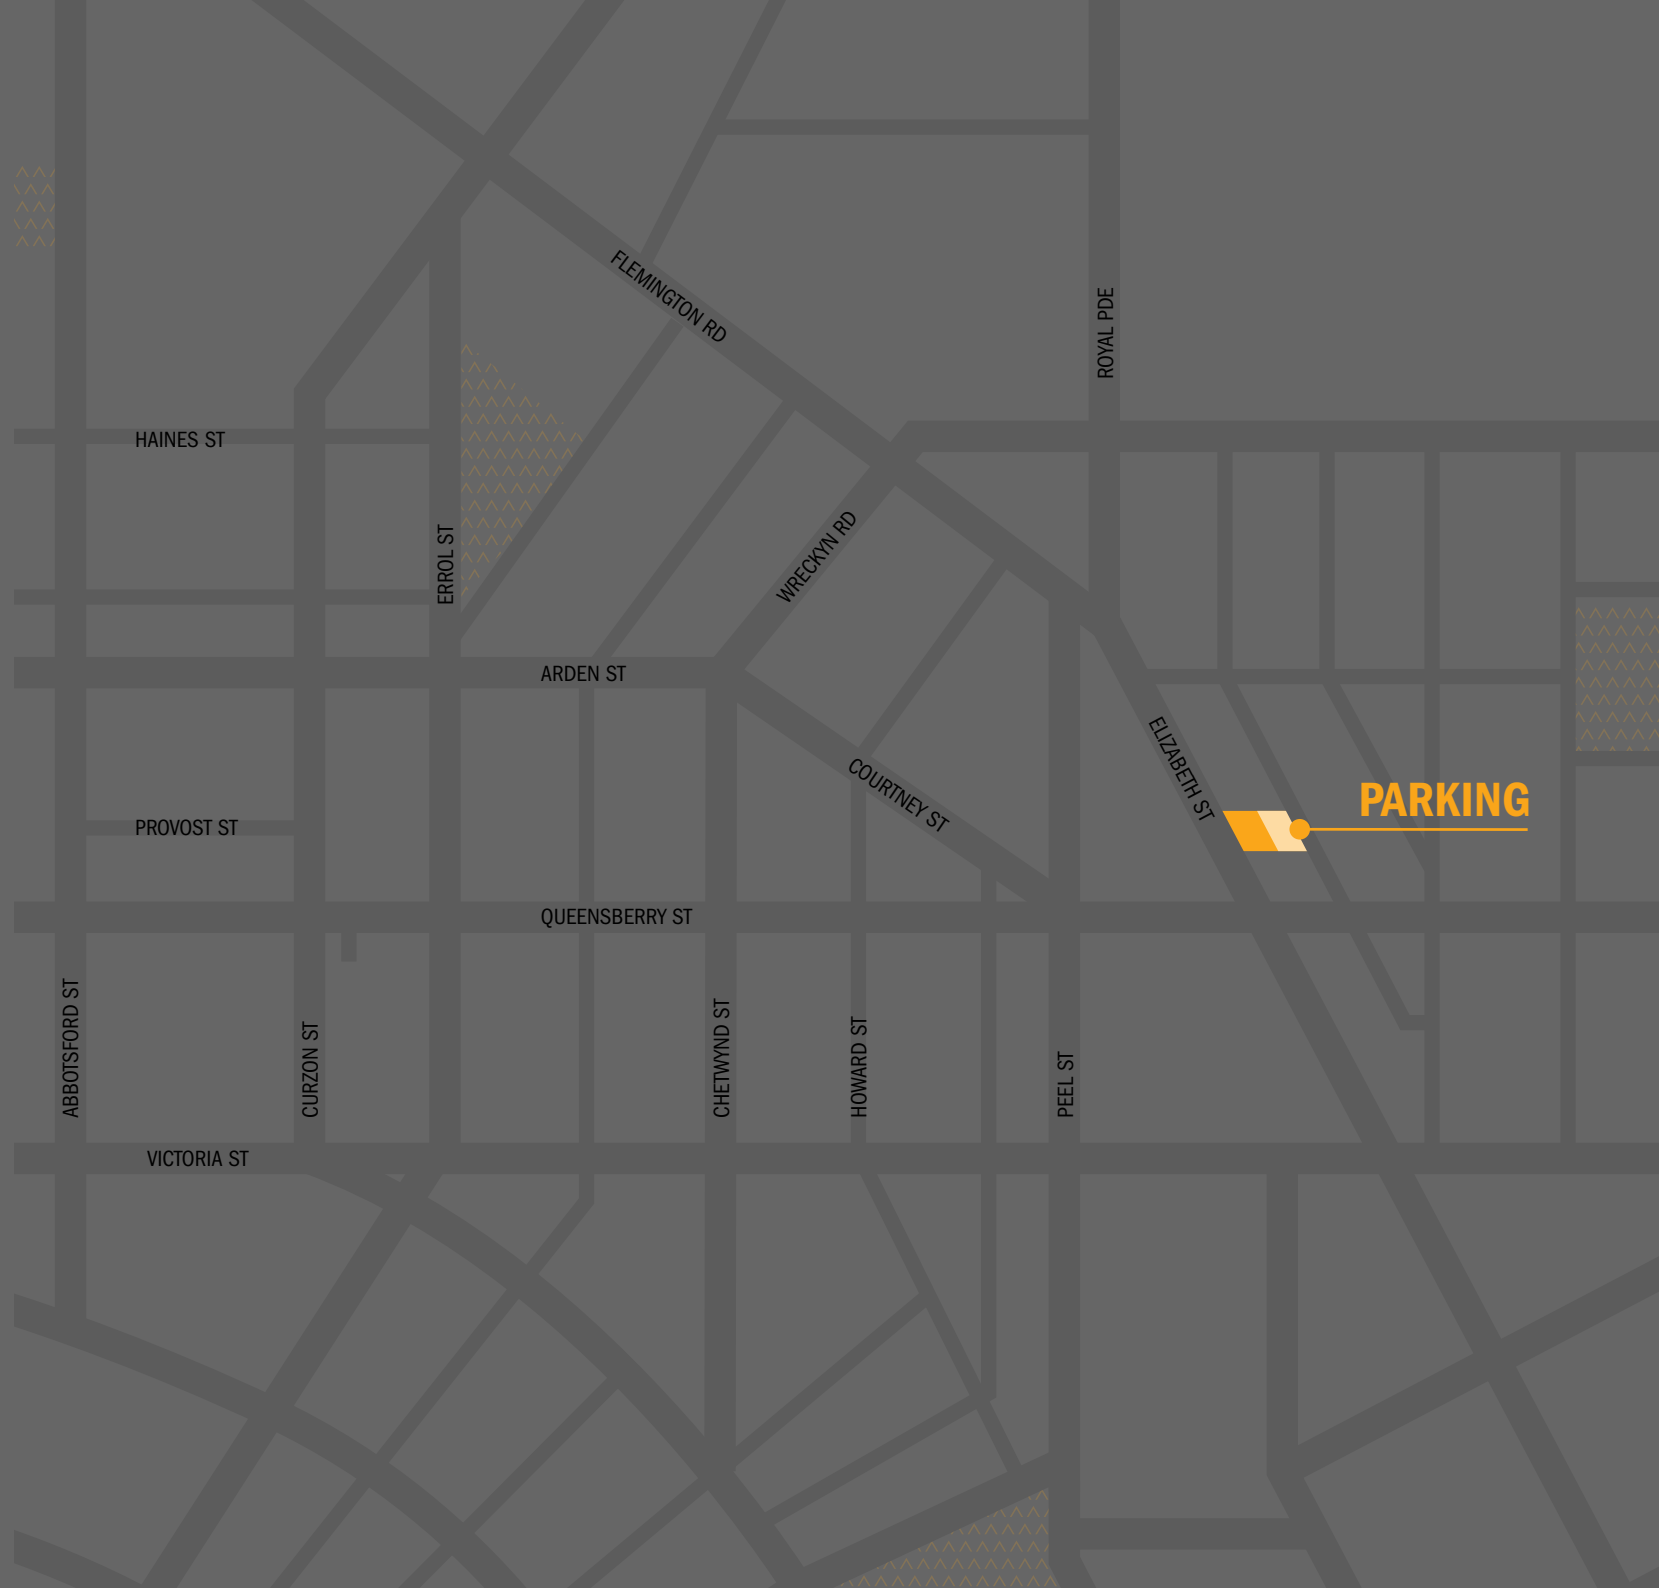 FLEMINGTON RD
ROYAL PDE
HAINES ST
ERROL ST
WRECKYN RD
ARDEN ST
ELIZABETH ST
COURTNEY ST
PARKING
PROVOST ST
QUEENSBERRY ST
ABBOTSFORD ST
CURZON ST
CHETWYND ST
HOWARD ST
PEEL ST
VICTORIA ST